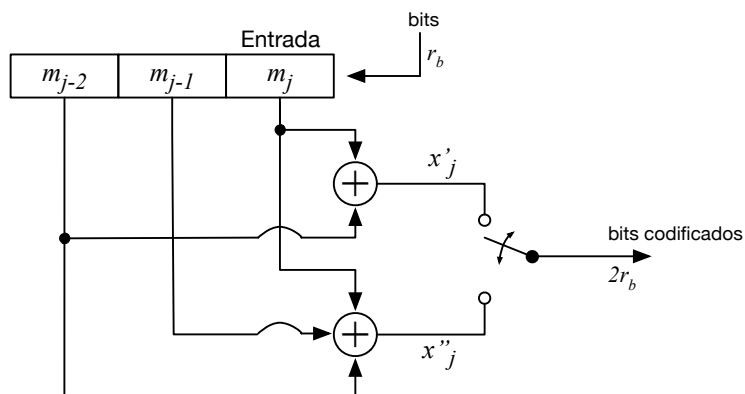 bits
Entrada
r_b
m_{j-2} m_{j-1} m_j
x'_j
bits codificados
2r_b
x''_j